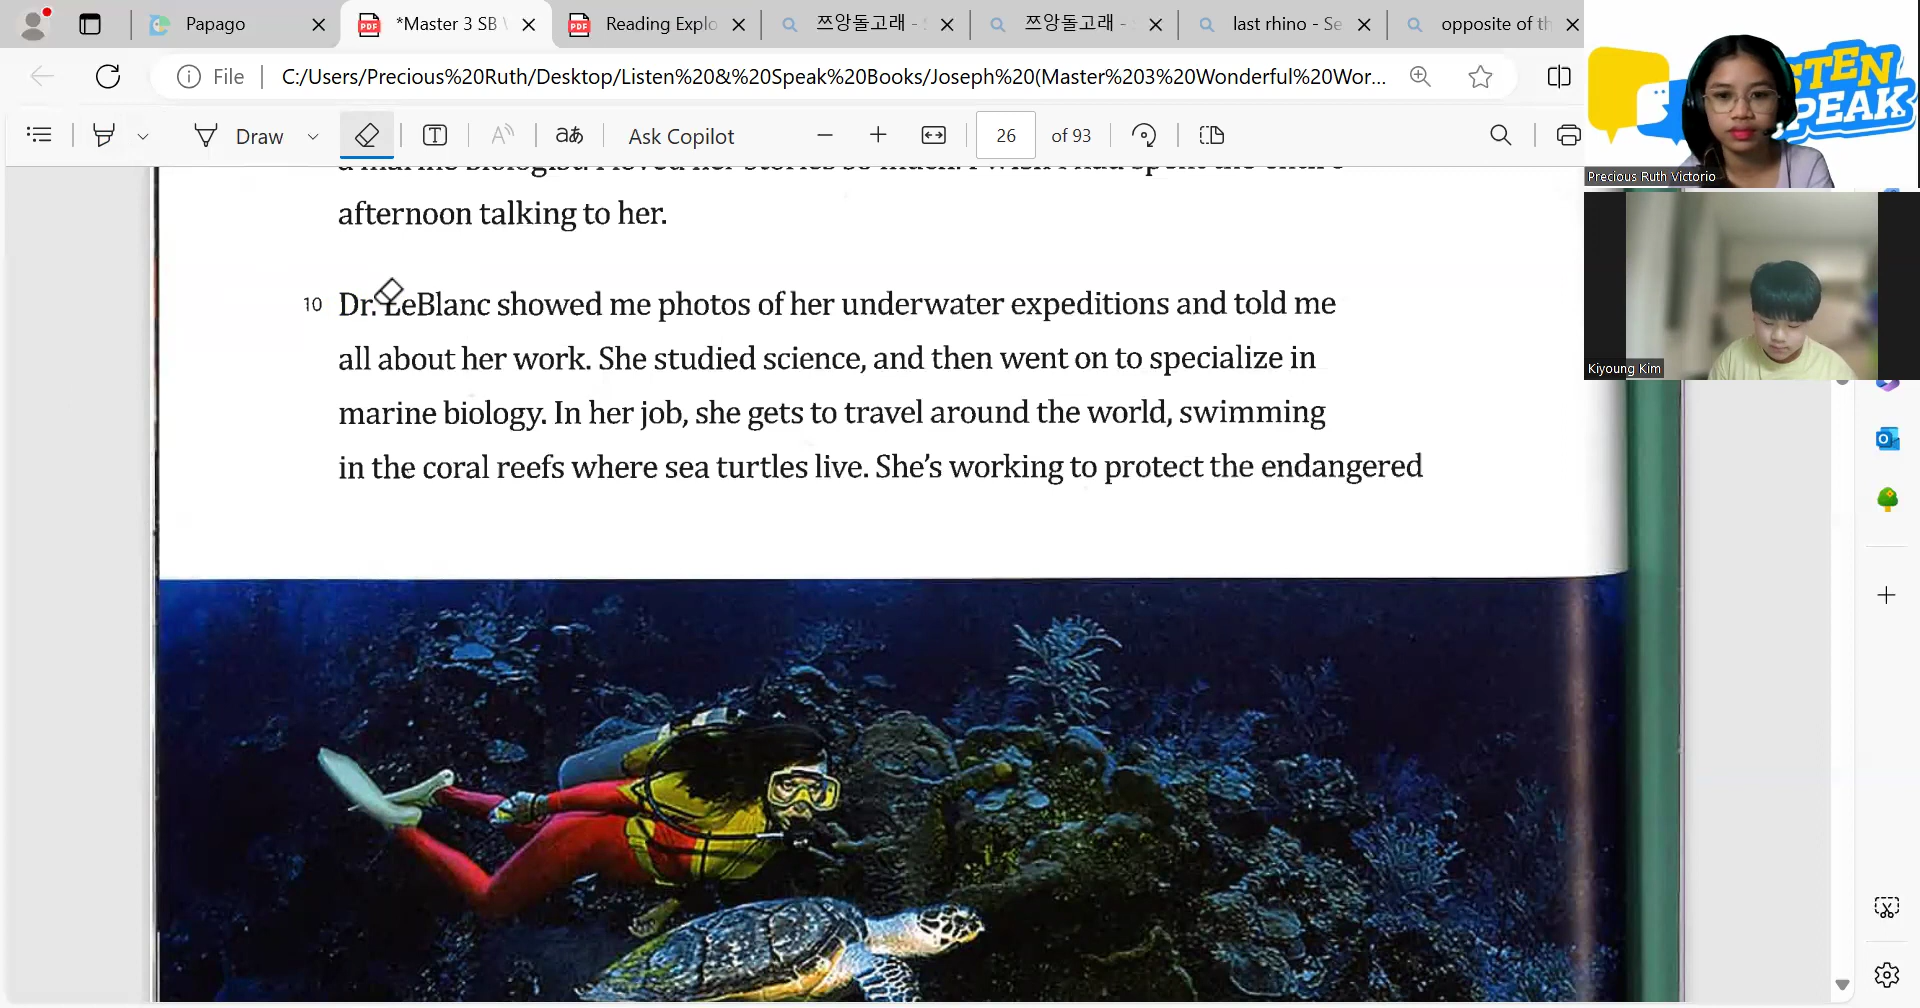 Papago
*Master 3 SB
Reading Explo
쯔앙돌고래 -
쯔앙돌고래 -
last rhino - Se
opposite of th
File
C:/Users/Precious%20Ruth/Desktop/Listen%20&%20Speak%20Books/Joseph%20(Master%203%20Wonderful%20Wor...
Draw
aあ
Ask Copilot
26
of 93
STEN
PEAK
Precious Ruth Victorio
Kiyoung Kim
afternoon talking to her.
10 Dr. LeBlanc showed me photos of her underwater expeditions and told me
all about her work. She studied science, and then went on to specialize in
marine biology. In her job, she gets to travel around the world, swimming
in the coral reefs where sea turtles live. She's working to protect the endangered